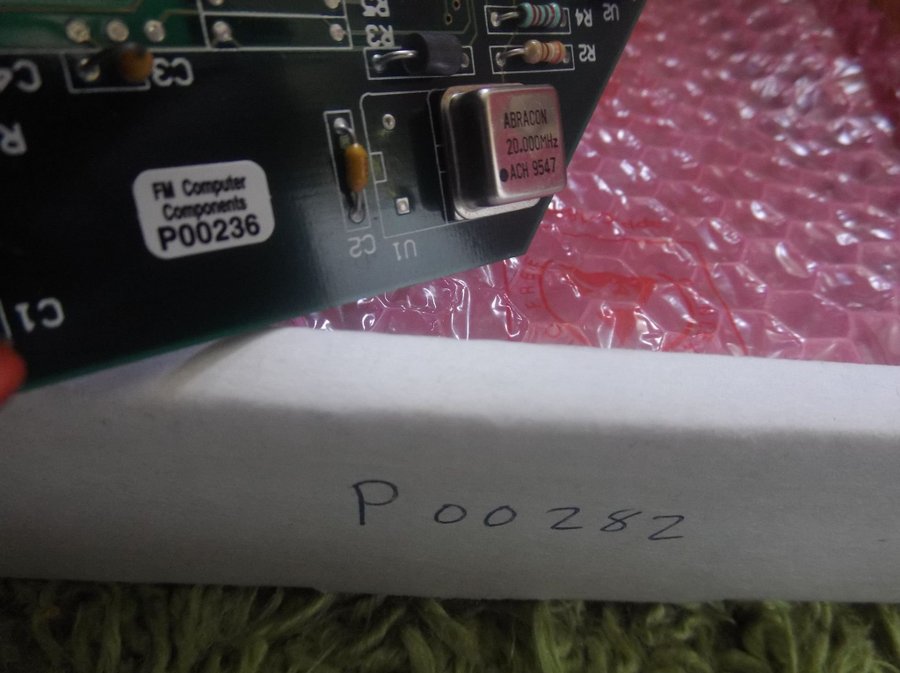 R3
R4
U2
R2
C4
C3
ABRACON
20.000MHz
ACH 9547
FM Computer
Components
P00236
C2
U1
C1
P00282